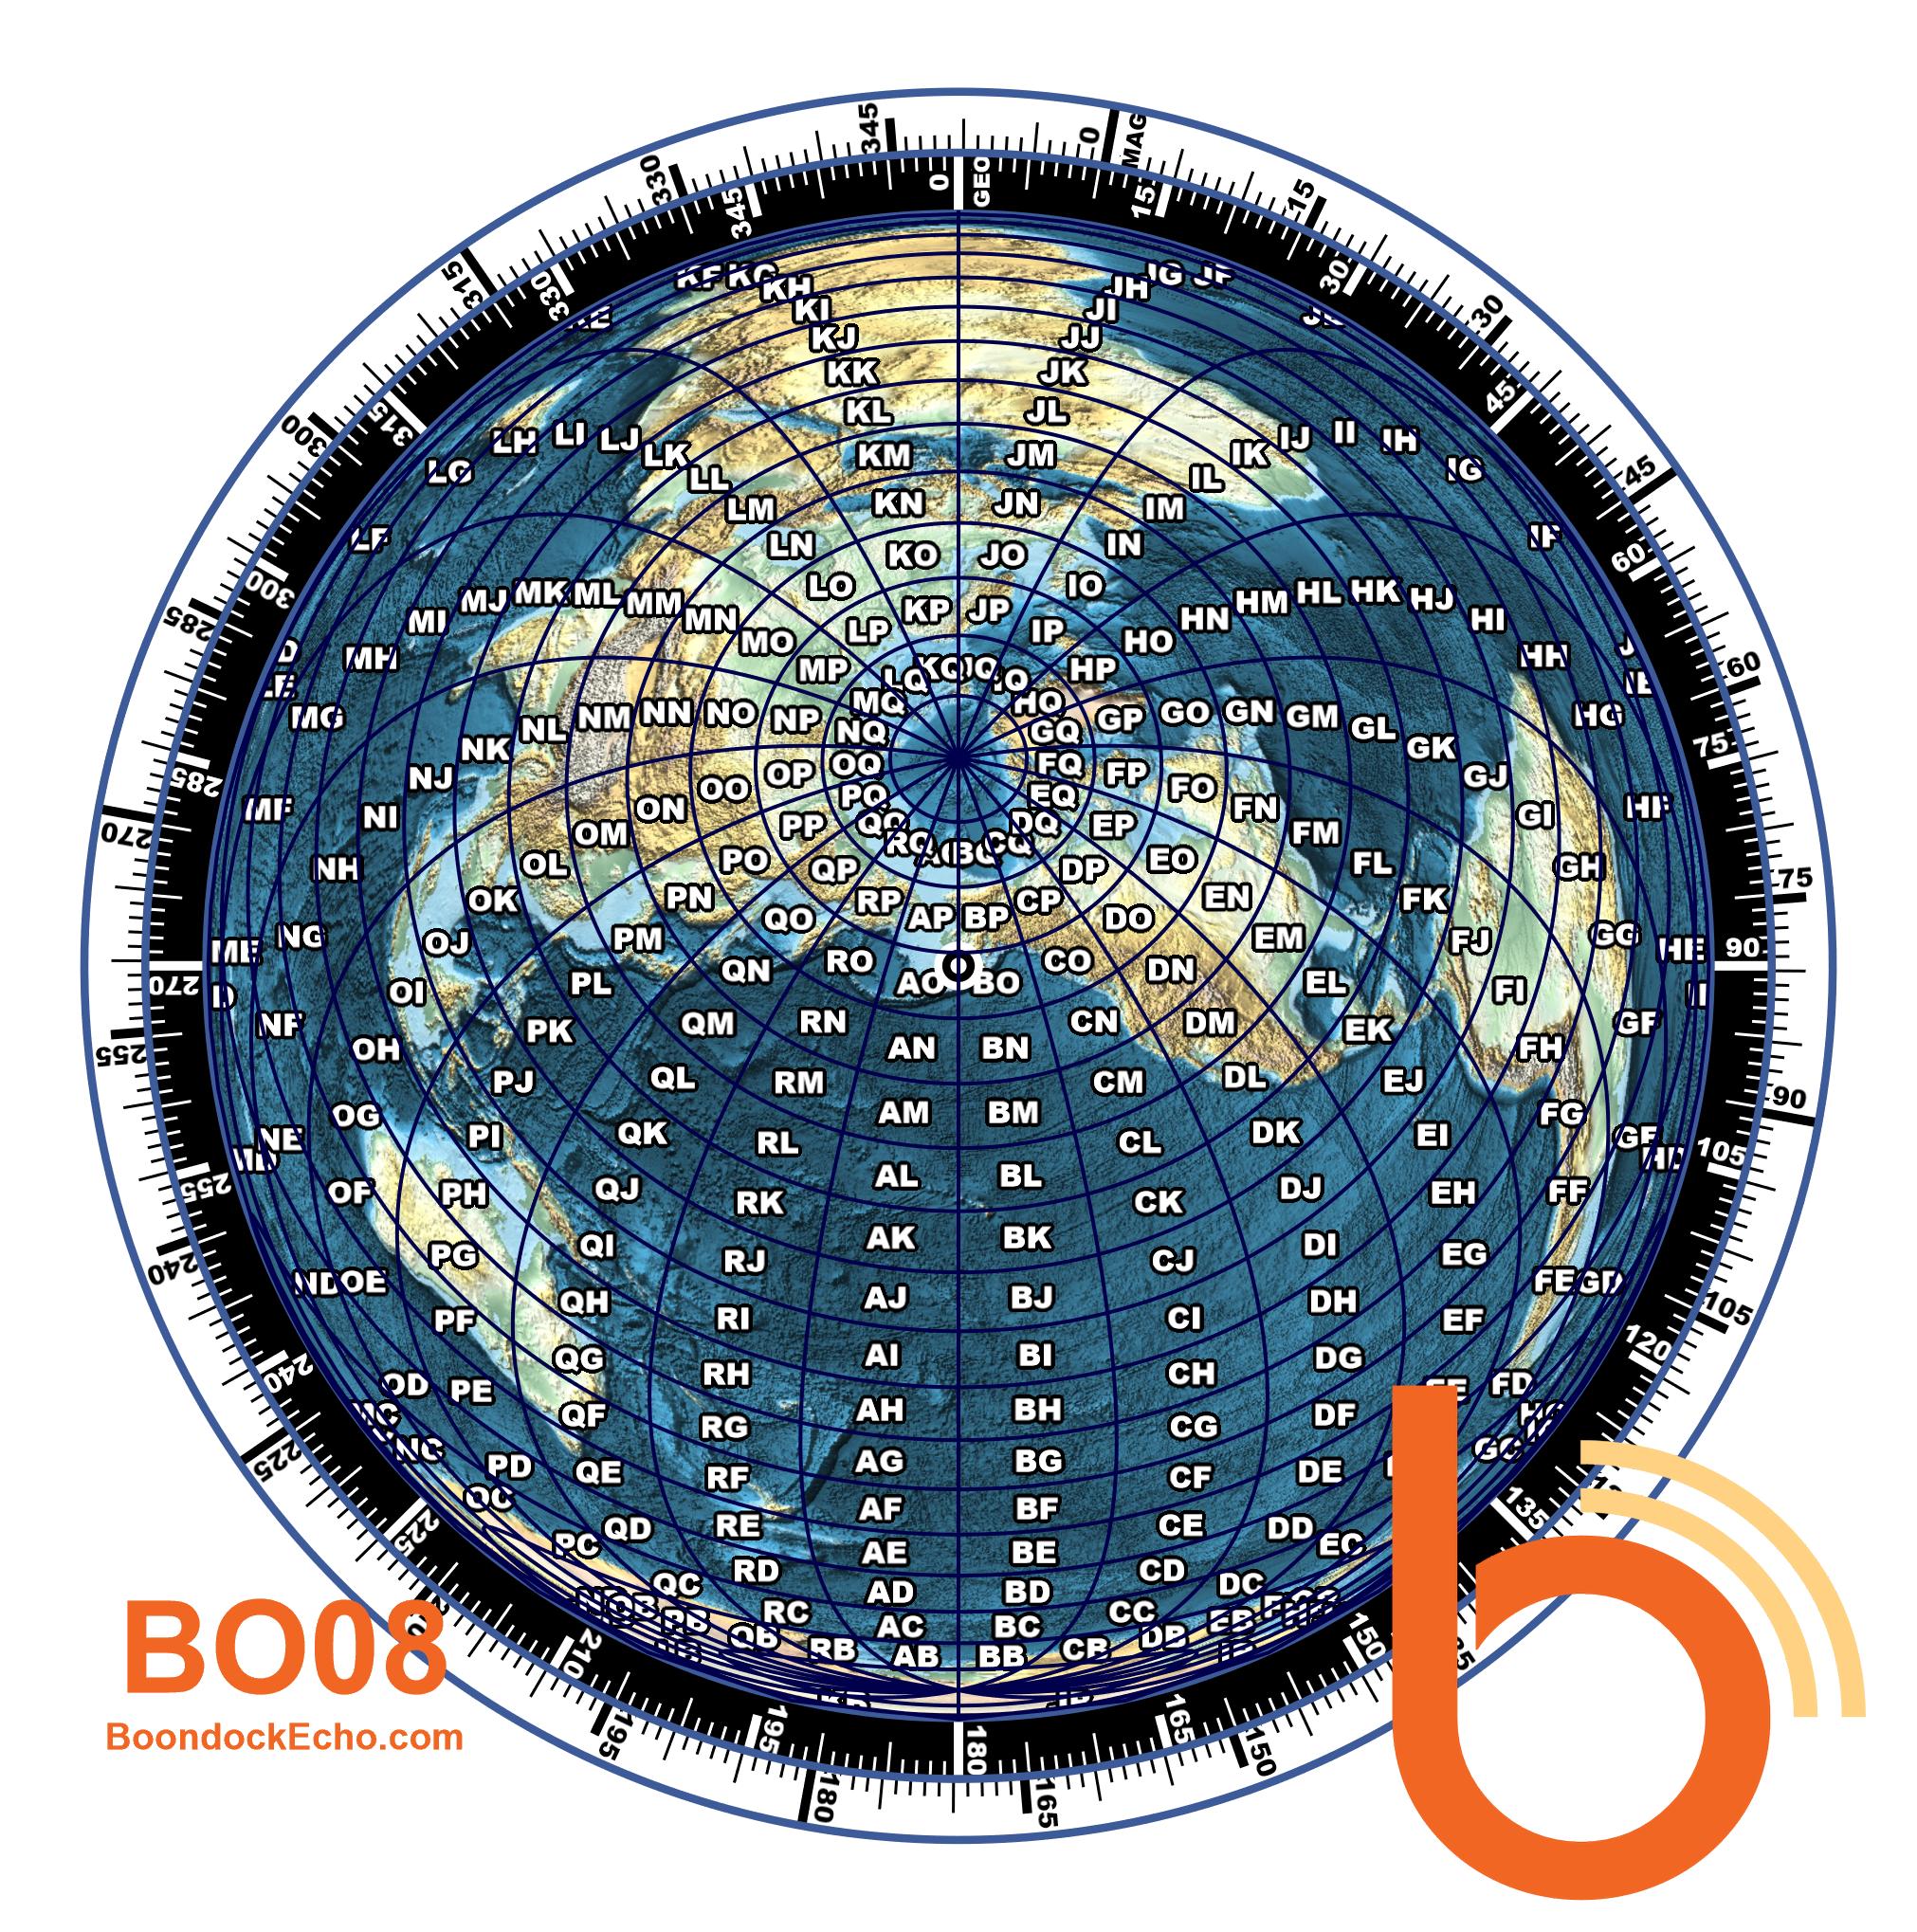 345 0 MAG
330 345 0 GEO 15 15
315 330 30 30
KG JG JF
KF KH JH
KE KI JI JE
KJ JJ
300 315 KK JK 45 45
KL JL
LH LI LJ LK KM JM IK IJ II IH
LG LL IL IG
LM KN JN IM
LF LN KO JO IN IF
285 300 LO IO 60 60
MI MJ MK ML MM MN LP KP JP IP HO HN HM HL HK HJ HI
MH MO MP LQ KQ JQ IQ HP HH
MG NL NM NN NO NP MQ HQ GP GO GN GM GL HG
NK NQ GQ GK 75
270 285 NJ OO OP OQ FQ FP FO GJ
MF NI ON PQ EQ FN GI HF
OM PP QQ DQ EP FM
NH OL PO QP RQ AQ BQ CQ DP EO FL GH 75
OK PN RP CP EN FK
QO AP BP DO
ME NG OJ PM EM FJ GG HE 90
270 OI PL QN RO AO BO CO DN EL FI
255 NF PK QM RN CN DM EK GF
OH AN BN FH
PJ QL RM CM DL EJ 90
OG AM BM FG
NE PI QK RL CL DK EI GE HD 105
255 OF PH QJ AL BL DJ EH FF
RK CK
240 PG QI AK BK DI EG
RJ CJ
ND OE QH AJ BJ DH FE GD 105
PF RI CI EF
240 QG AI BI DG 120
OD PE RH CH FD
QF AH BH DF
225 NC RG CG GC
PD QE AG BG DE
OC RF CF
225 AF BF 135
PC QD RE CE DD EC
AE BE
QC RD CD DC
AD BD
OB PB RC AC BC CC EB
QB RB AB BB CB DB
210 150
195 195 180 165 150
180 165
BO08
BoondockEcho.com
b